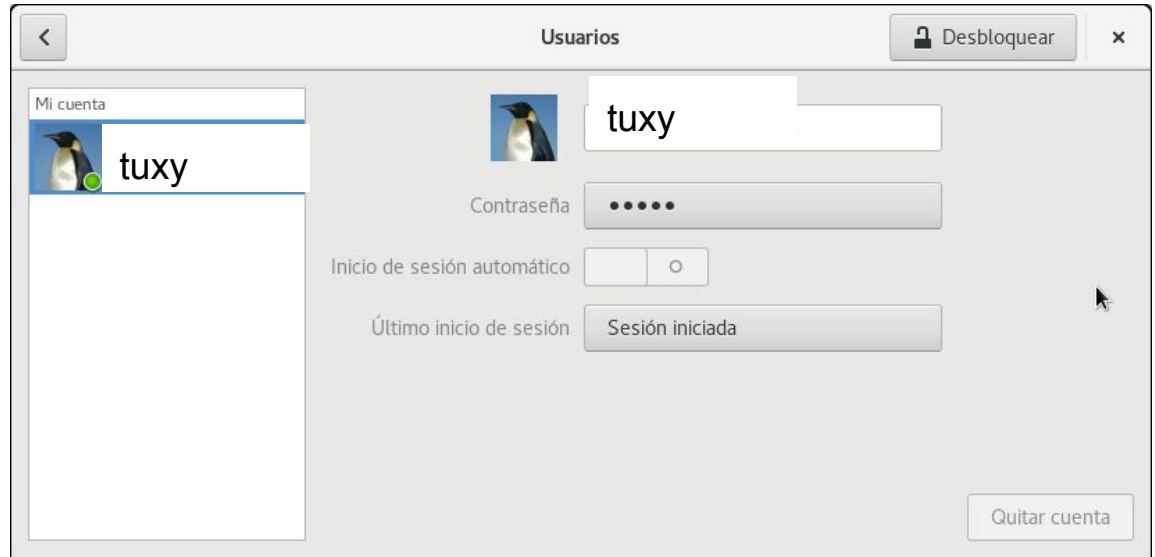 Usuarios
Desbloquear
Mi cuenta
tuxy
tuxy
Contraseña
Inicio de sesión automático
Último inicio de sesión
Sesión iniciada
Quitar cuenta